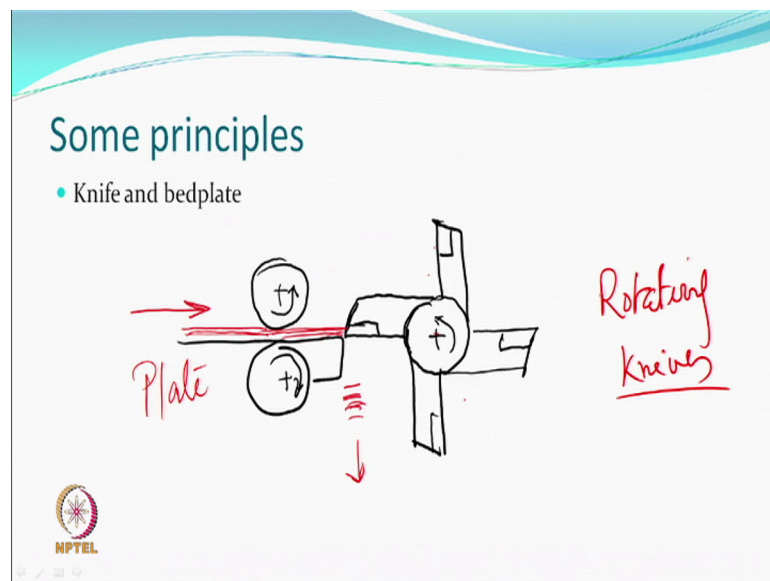 Some principles
• Knife and bedplate
Rotating
Knives
Plate
NPTEL